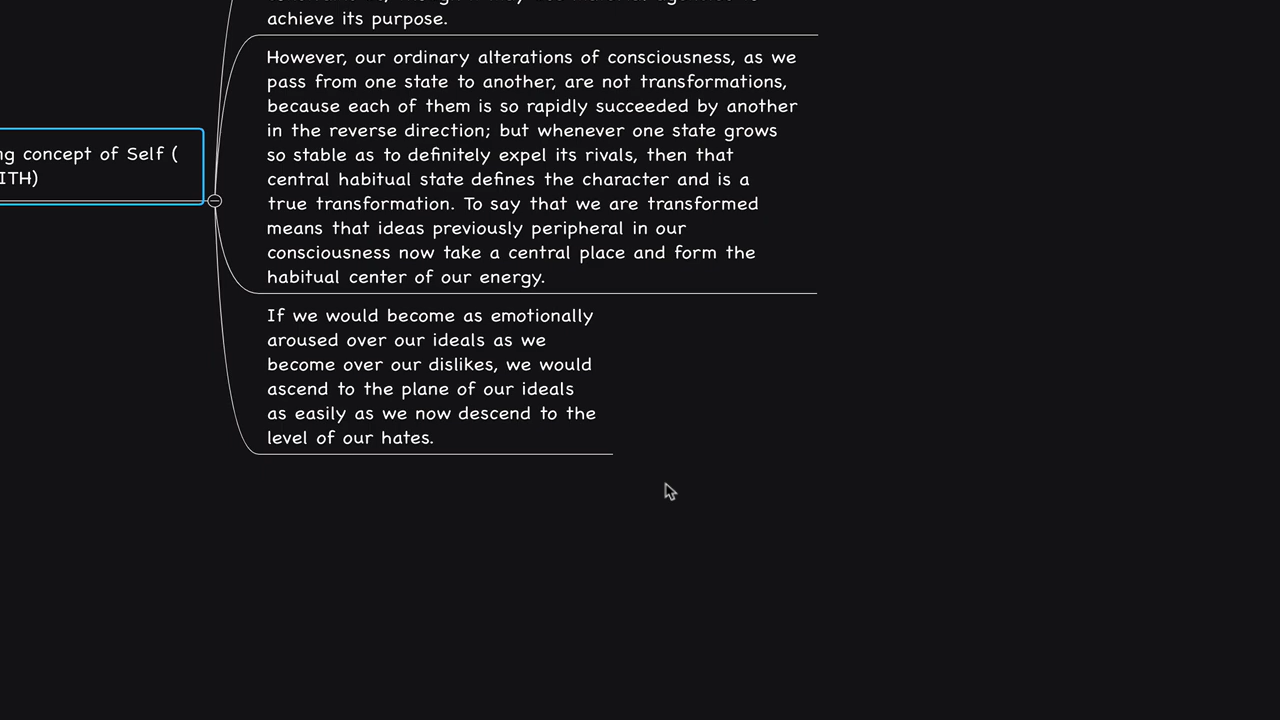 achieve its purpose.
However, our ordinary alterations of consciousness, as we
pass from one state to another, are not transformations,
because each of them is so rapidly succeeded by another
in the reverse direction; but whenever one state grows
so stable as to definitely expel its rivals, then that
central habitual state defines the character and is a
true transformation. To say that we are transformed
means that ideas previously peripheral in our
consciousness now take a central place and form the
habitual center of our energy.
ng concept of Self (
ITH)
If we would become as emotionally
aroused over our ideals as we
become over our dislikes, we would
ascend to the plane of our ideals
as easily as we now descend to the
level of our hates.